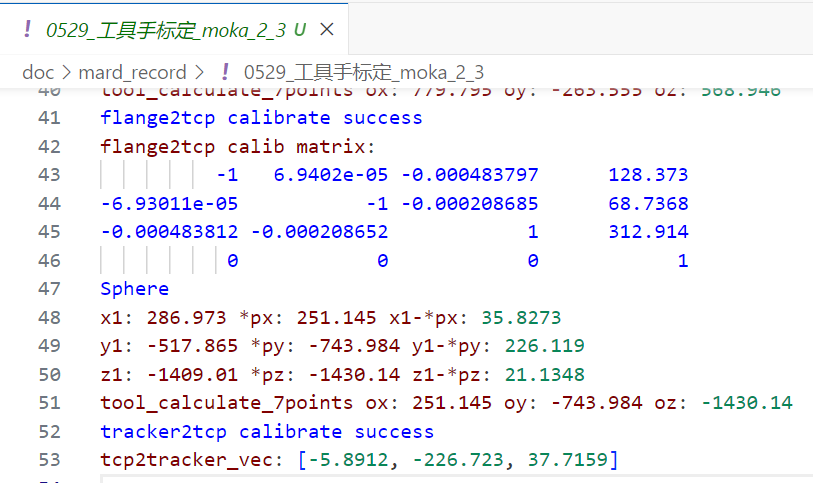 ! 0529_工具手标定_moka_2_3 U ×
doc > mard_record > ! 0529_工具手标定_moka_2_3
40 tool_calculate_7points ox: 779.795 oy: -263.555 oz: 568.946
41 flange2tcp calibrate success
42 flange2tcp calib matrix:
43 -1 6.9402e-05 -0.000483797 128.373
44 -6.93011e-05 -1 -0.000208685 68.7368
45 -0.000483812 -0.000208652 1 312.914
46 0 0 0 1
47 Sphere
48 x1: 286.973 *px: 251.145 x1-*px: 35.8273
49 y1: -517.865 *py: -743.984 y1-*py: 226.119
50 z1: -1409.01 *pz: -1430.14 z1-*pz: 21.1348
51 tool_calculate_7points ox: 251.145 oy: -743.984 oz: -1430.14
52 tracker2tcp calibrate success
53 tcp2tracker_vec: [-5.8912, -226.723, 37.7159]